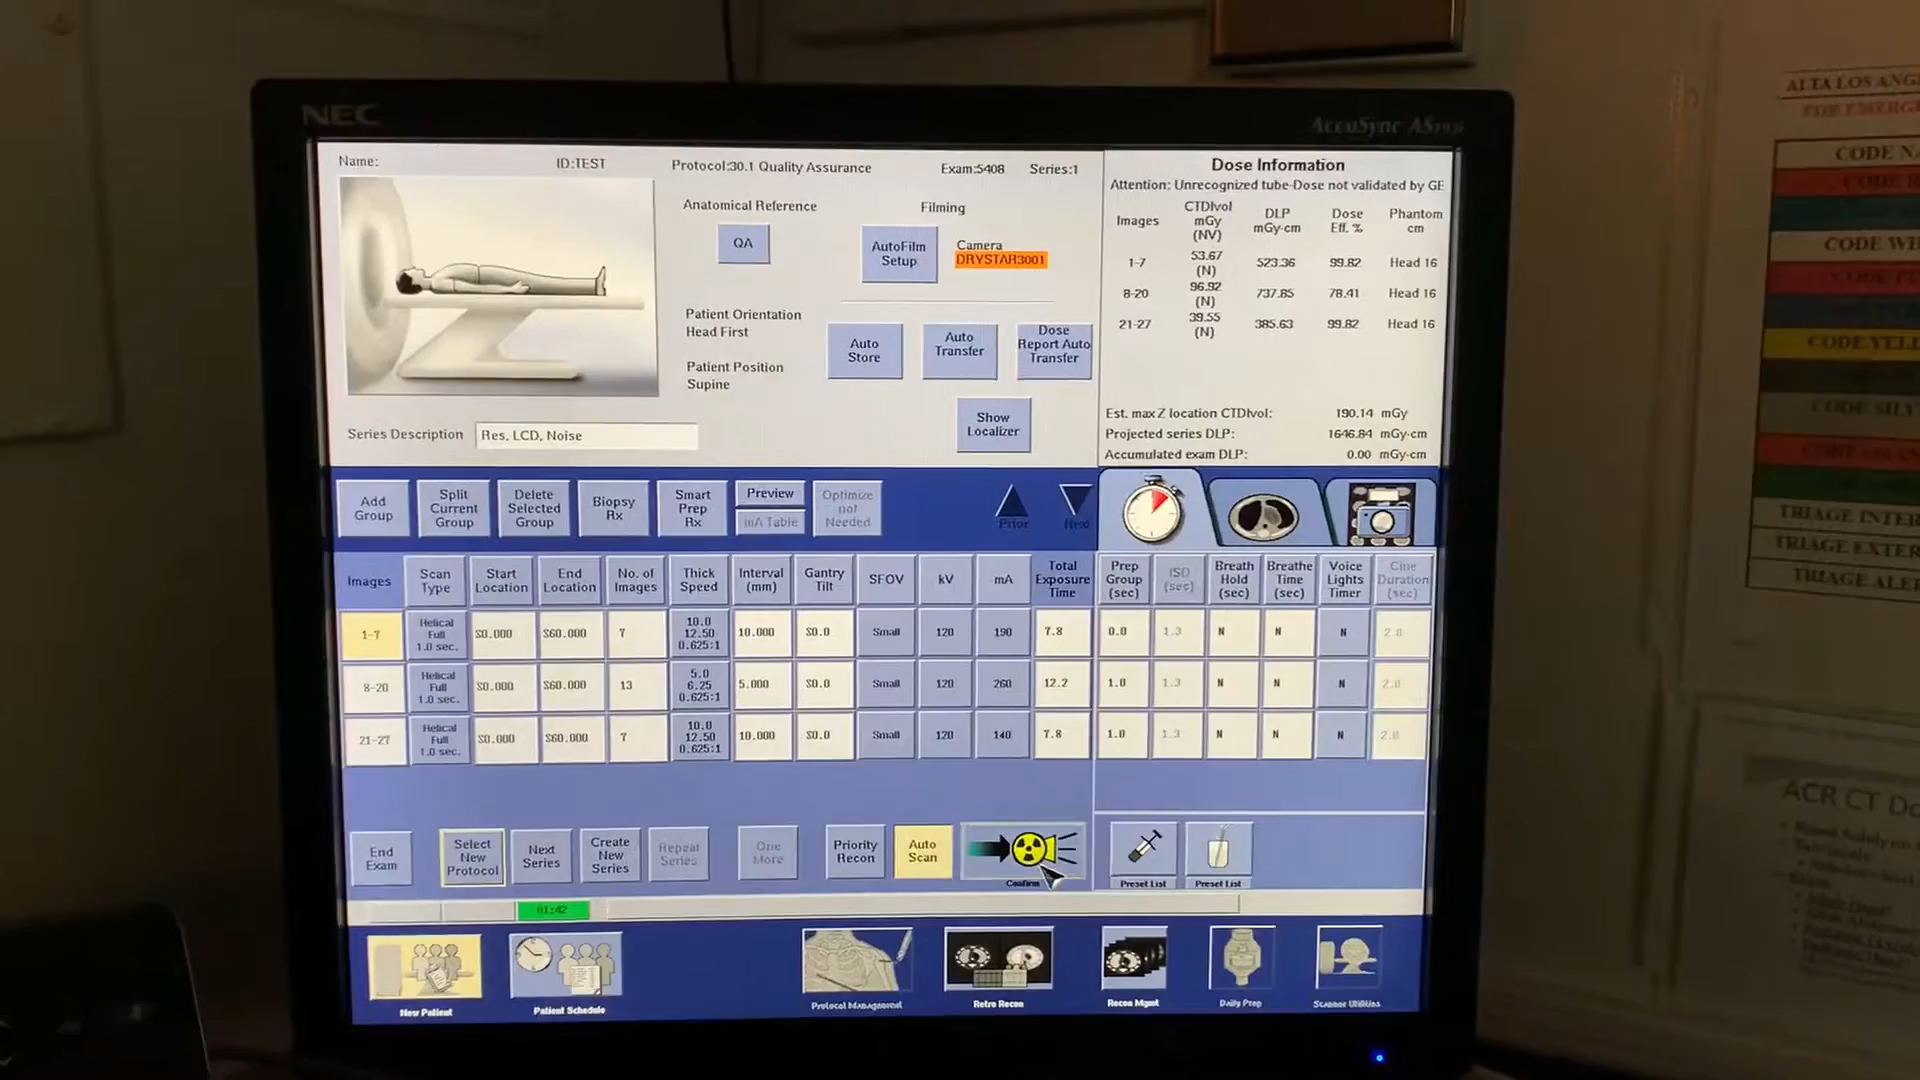 NEC
AccuSync AS193i
Name:
ID:TEST
Protocol:30.1 Quality Assurance
Exam:5408
Series:1
Anatomical Reference
QA
Filming
AutoFilm
Setup
Camera
DRYSTAR3001
Patient Orientation
Head First
Patient Position
Supine
Auto
Store
Auto
Transfer
Dose
Report Auto
Transfer
Show
Localizer
Series Description
Res, LCD, Noise
Dose Information
Attention: Unrecognized tube-Dose not validated by GE
Images
CTDIvol
mGy
(NV)
DLP
mGy-cm
Dose
Eff. %
Phantom
cm
1-7
53.67
(N)
523.36
99.82
Head 16
8-20
96.92
(N)
737.85
78.41
Head 16
21-27
39.55
(N)
385.63
99.82
Head 16
Est. max Z location CTDIvol: 190.14 mGy
Projected series DLP: 1646.84 mGy-cm
Accumulated exam DLP: 0.00 mGy-cm
Add
Group
Split
Current
Group
Delete
Selected
Group
Biopsy
Rx
Smart
Prep
Rx
Preview
mA Table
Optimize
not
Needed
Prior
Next
Images
Scan
Type
Start
Location
End
Location
No. of
Images
Thick
Speed
Interval
(mm)
Gantry
Tilt
SFOV
kV
mA
Total
Exposure
Time
Prep
Group
(sec)
ISD
(sec)
Breath
Hold
(sec)
Breathe
Time
(sec)
Voice
Lights
Timer
Cine
Duration
(sec)
1-7
Helical
Full
1.0 sec.
S0.000
S60.000
7
10.0
12.50
0.625:1
10.000
S0.0
Small
120
190
7.8
0.0
1.3
N
N
N
2.0
8-20
Helical
Full
1.0 sec.
S0.000
S60.000
13
5.0
6.25
0.625:1
5.000
S0.0
Small
120
260
12.2
1.0
1.3
N
N
N
2.0
21-27
Helical
Full
1.0 sec.
S0.000
S60.000
7
10.0
12.50
0.625:1
10.000
S0.0
Small
120
140
7.8
1.0
1.3
N
N
N
2.0
End
Exam
Select
New
Protocol
Next
Series
Create
New
Series
Repeat
Series
One
More
Priority
Recon
Auto
Scan
Confirm
Preset List
Preset List
01:42
New Patient
Patient Schedule
Protocol Management
Retro Recon
Recon Mgmt
Daily Prep
Scanner Utilities
ALTA LOS ANG
FOR EMERG
CODE NA
CODE
CODE
CODE YELL
CODE SILV
TRIAGE INTER
TRIAGE EXTER
TRIAGE ALER
ACR CT Do